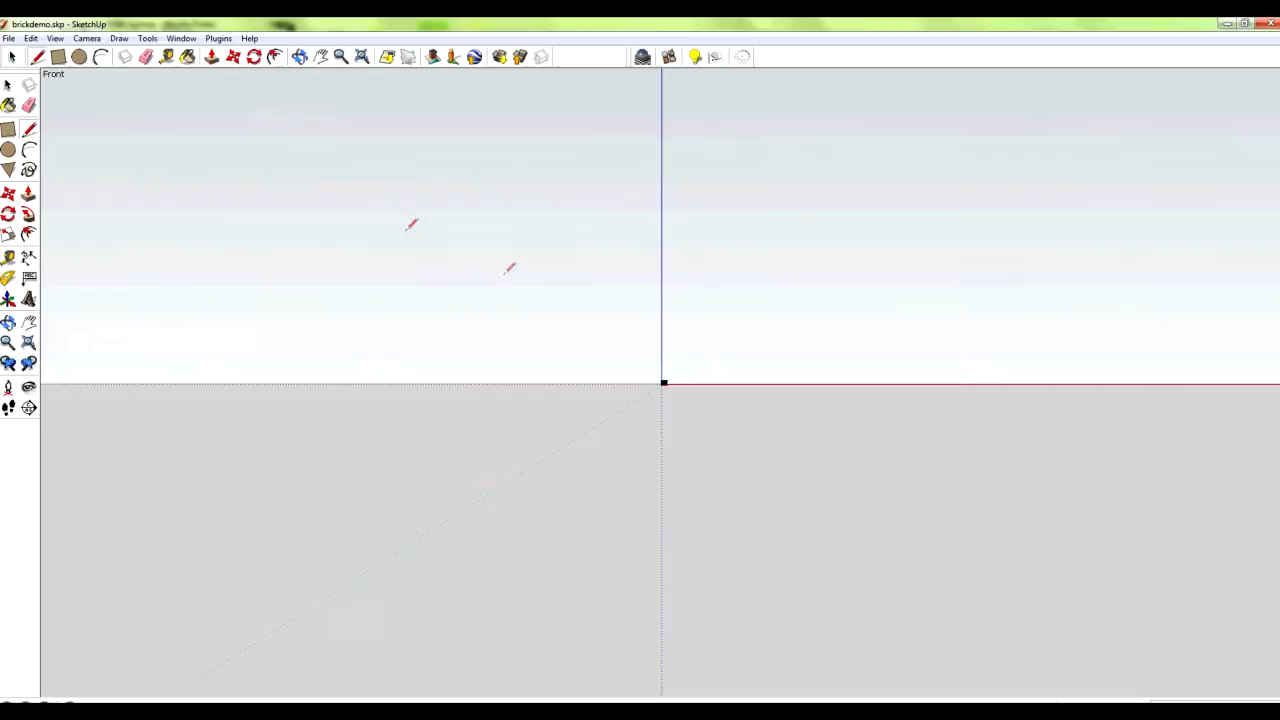 brickdemo.skp - SketchUp
File Edit View Camera Draw Tools Window Plugins Help
Front